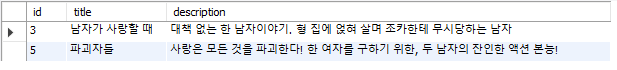 id title description
3 남자가 사랑할 때 대책 없는 한 남자이야기. 형 집에 얹혀 살며 조카한테 무시당하는 남자
5 파괴자들 사랑은 모든 것을 파괴한다! 한 여자를 구하기 위한, 두 남자의 잔인한 액션 본능!